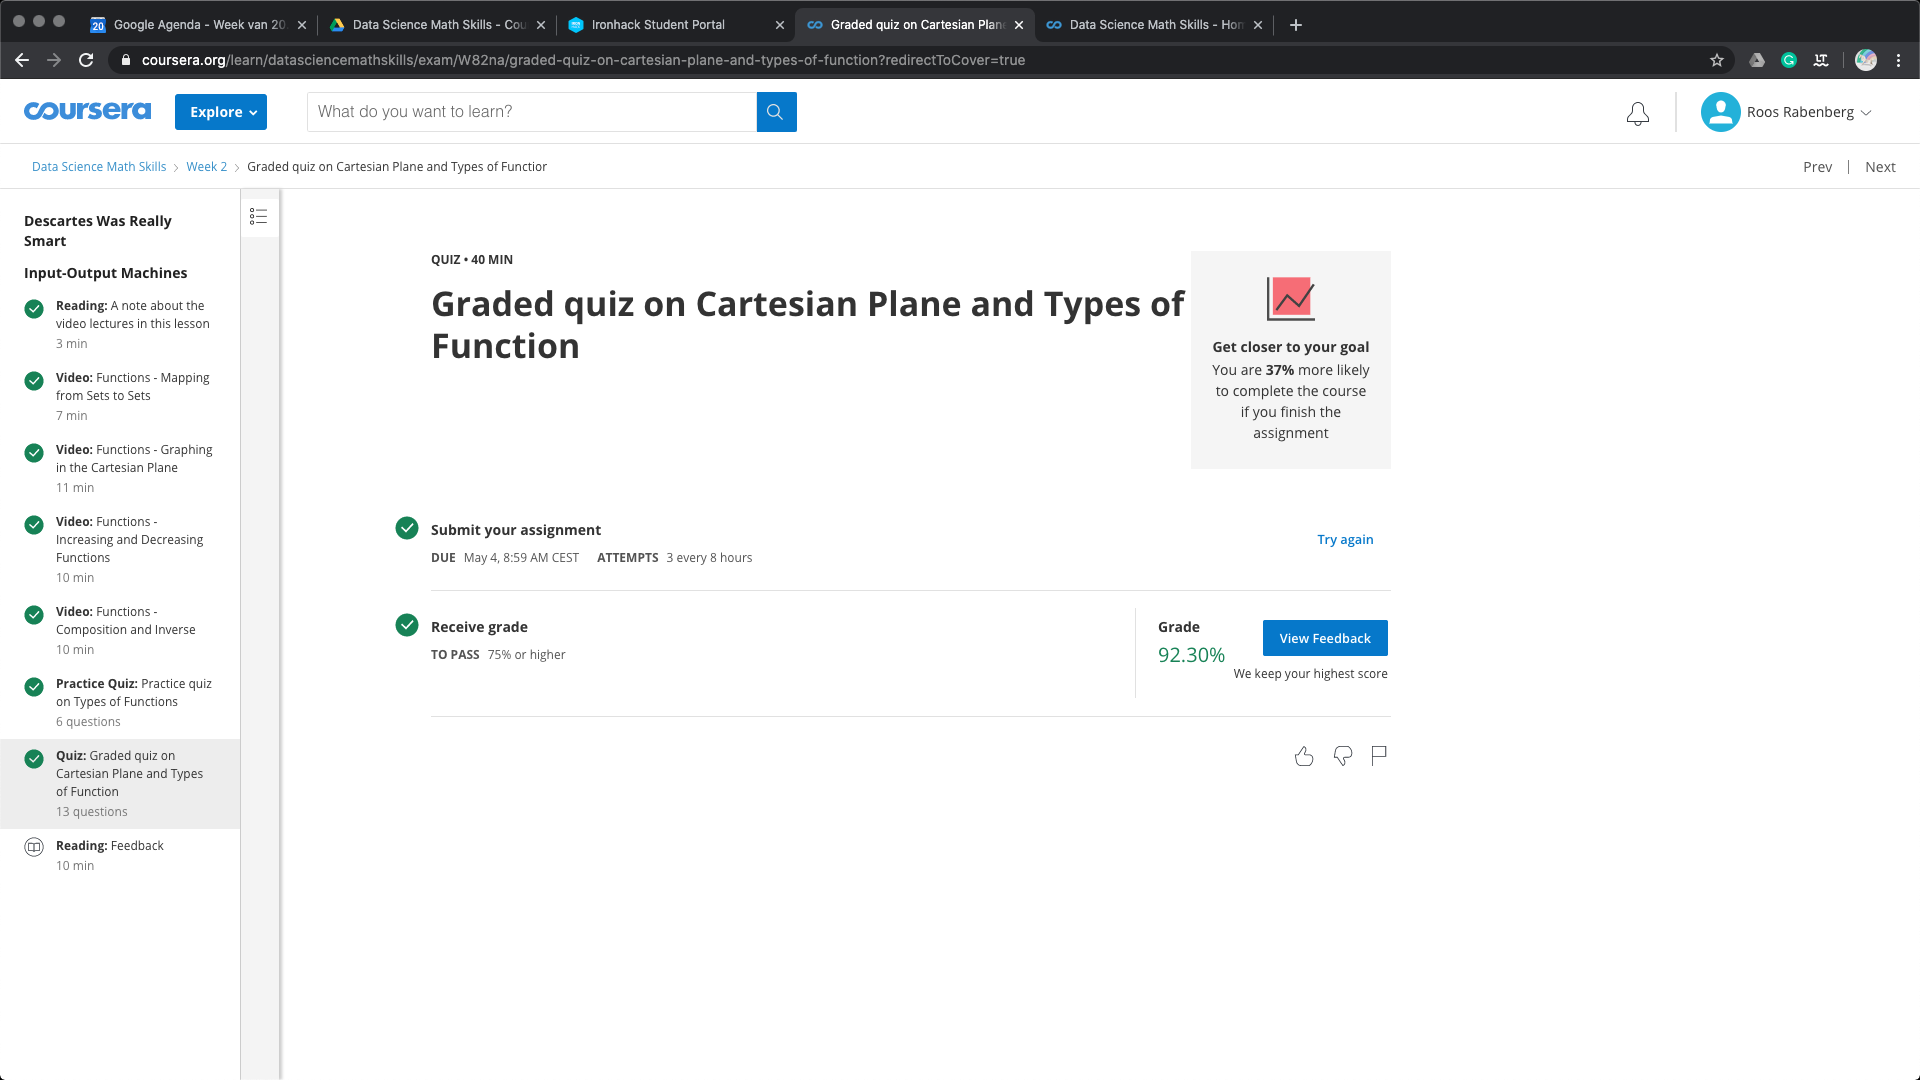 Google Agenda - Week van 20
Data Science Math Skills - Cou
Ironhack Student Portal
Graded quiz on Cartesian Plane
Data Science Math Skills - Hom
coursera.org/learn/datasciencemathskills/exam/W82na/graded-quiz-on-cartesian-plane-and-types-of-function?redirectToCover=true
coursera
Explore
What do you want to learn?
Roos Rabenberg
Data Science Math Skills
Week 2
Graded quiz on Cartesian Plane and Types of Function
Prev
Next
Descartes Was Really
Smart
Input-Output Machines
Reading: A note about the
video lectures in this lesson
3 min
Video: Functions - Mapping
from Sets to Sets
7 min
Video: Functions - Graphing
in the Cartesian Plane
11 min
Video: Functions -
Increasing and Decreasing
Functions
10 min
Video: Functions -
Composition and Inverse
10 min
Practice Quiz: Practice quiz
on Types of Functions
6 questions
Quiz: Graded quiz on
Cartesian Plane and Types
of Function
13 questions
Reading: Feedback
10 min
QUIZ • 40 MIN
Graded quiz on Cartesian Plane and Types of
Function
Get closer to your goal
You are 37% more likely
to complete the course
if you finish the
assignment
Submit your assignment
DUE May 4, 8:59 AM CEST ATTEMPTS 3 every 8 hours
Try again
Receive grade
TO PASS 75% or higher
Grade
92.30%
View Feedback
We keep your highest score